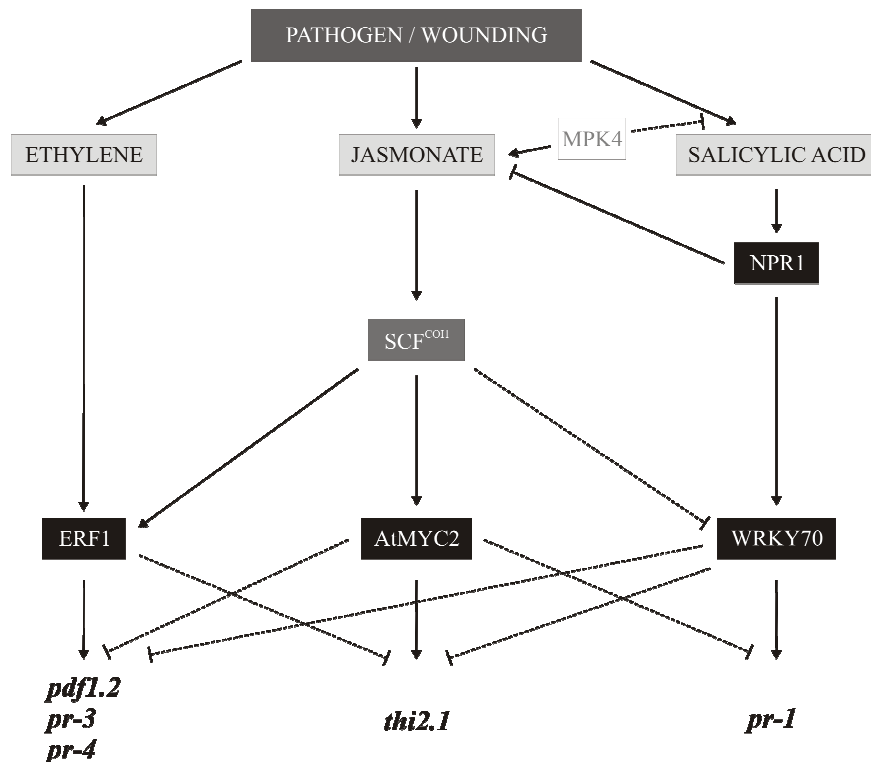 PATHOGEN / WOUNDING
MPK4
ETHYLENE
JASMONATE
SALICYLIC ACID
NPR1
SCF^COI1
ERF1
AtMYC2
WRKY70
pdf1.2
pr-3
pr-4
thi2.1
pr-1